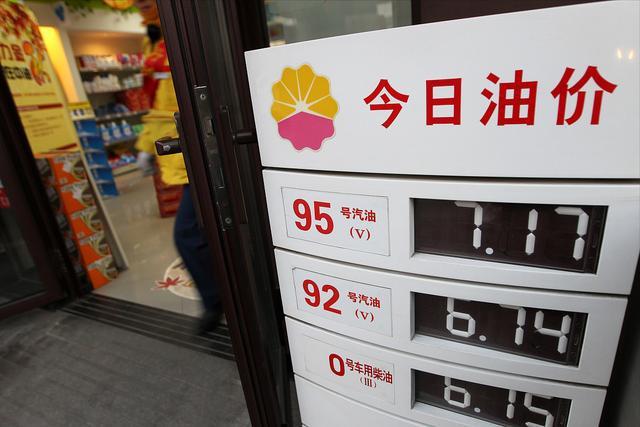 今日油价
95 号汽油
(V)
7.17
92 号汽油
(V)
6.74
0 号车用柴油
(III)
6.15